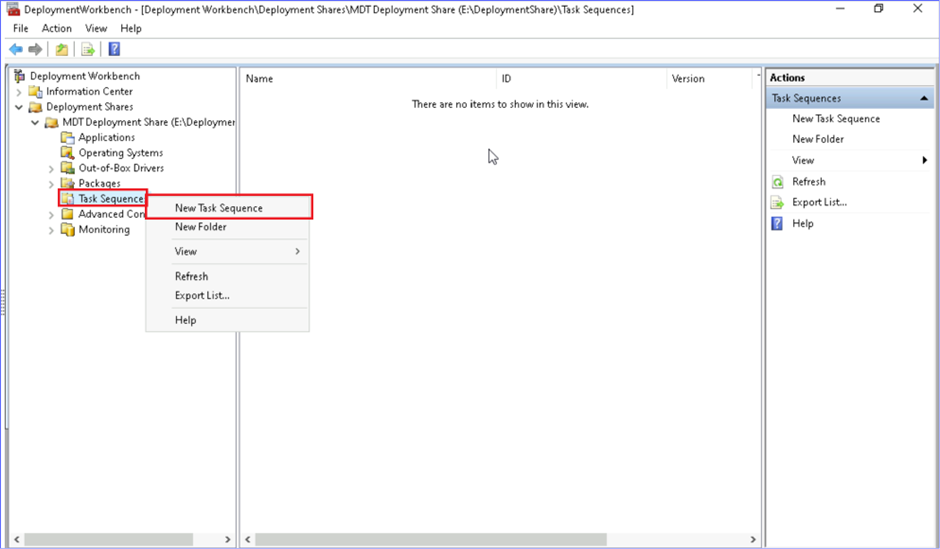 DeploymentWorkbench - [Deployment Workbench\Deployment Shares\MDT Deployment Share (E:\DeploymentShare)\Task Sequences]
File Action View Help
Deployment Workbench
Information Center
Deployment Shares
MDT Deployment Share (E:\Deploymer
Applications
Operating Systems
Out-of-Box Drivers
Packages
Task Sequence
Advanced Con
Monitoring
New Task Sequence
New Folder
View
Refresh
Export List...
Help
Name ID Version
There are no items to show in this view.
Actions
Task Sequences
New Task Sequence
New Folder
View
Refresh
Export List...
Help